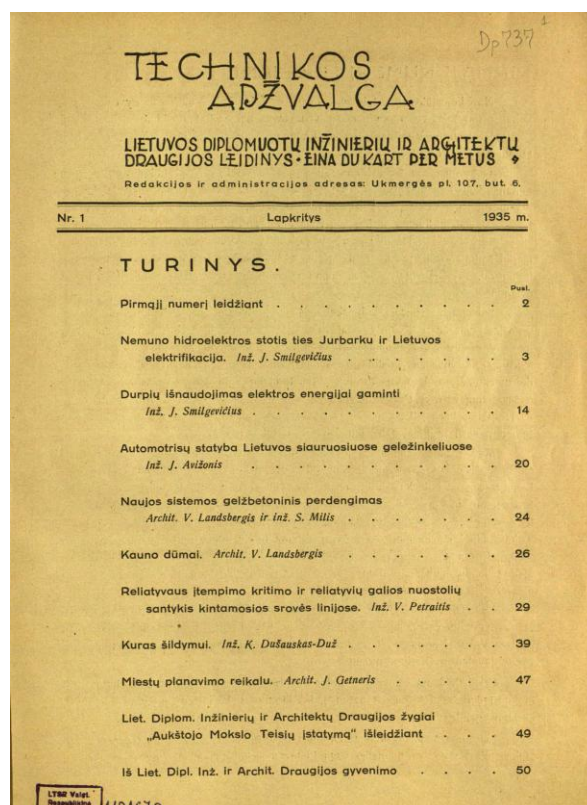 1
Dp737
TECHNIKOS
APŽVALGA
LIETUVOS DIPLOMUOTŲ INŽINIERIŲ IR ARCHITEKTŲ
DRAUGIJOS LEIDINYS · EINA DU KART PER METUS
Redakcijos ir administracijos adresas: Ukmergės pl. 107, but. 6.
Nr. 1 Lapkritys 1935 m.
TURINYS.
Pusl.
Pirmąjį numerį leidžiant . . . . . . . . . . 2
Nemuno hidroelektros stotis ties Jurbarku ir Lietuvos
elektrifikacija. Inž. J. Smilgevičius . . . . . . 3
Durpių išnaudojimas elektros energijai gaminti
Inž. J. Smilgevičius . . . . . . . . . . 14
Automotrisų statyba Lietuvos siauruosiuose geležinkeliuose
Inž. J. Avižonis . . . . . . . . . . 20
Naujos sistemos gelžbetoninis perdengimas
Archit. V. Landsbergis ir inž. S. Milis . . . . . . 24
Kauno dūmai. Archit. V. Landsbergis . . . . . . 26
Reliatyvaus įtempimo kritimo ir reliatyvių galios nuostolių
santykis kintamosios srovės linijose. Inž. V. Petraitis . . 29
Kuras šildymui. Inž. K. Dušauskas-Duž . . . . . . 39
Miestų planavimo reikalu. Archit. J. Getneris . . . . . 47
Liet. Diplom. Inžinierių ir Architektų Draugijos žygiai
„Aukštojo Mokslo Teisių įstatymą" išleidžiant . . . 49
Iš Liet. Dipl. Inž. ir Archit. Draugijos gyvenimo . . . . 50
LTSR Valst.